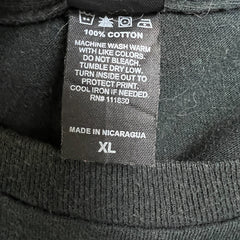 100% COTTON
MACHINE WASH WARM
WITH LIKE COLORS.
DO NOT BLEACH.
TUMBLE DRY LOW.
TURN INSIDE OUT TO
PROTECT PRINT.
COOL IRON IF NEEDED.
RN# 111830
MADE IN NICARAGUA
XL